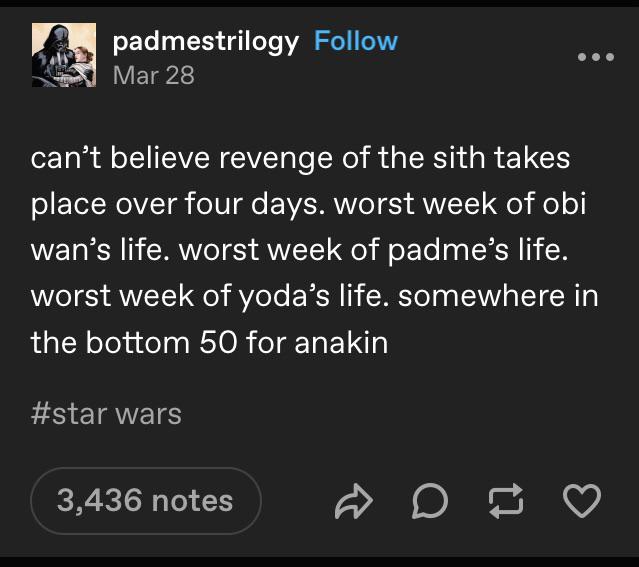 padmestrilogy Follow
Mar 28
can’t believe revenge of the sith takes
place over four days. worst week of obi
wan’s life. worst week of padme’s life.
worst week of yoda’s life. somewhere in
the bottom 50 for anakin
#star wars
3,436 notes